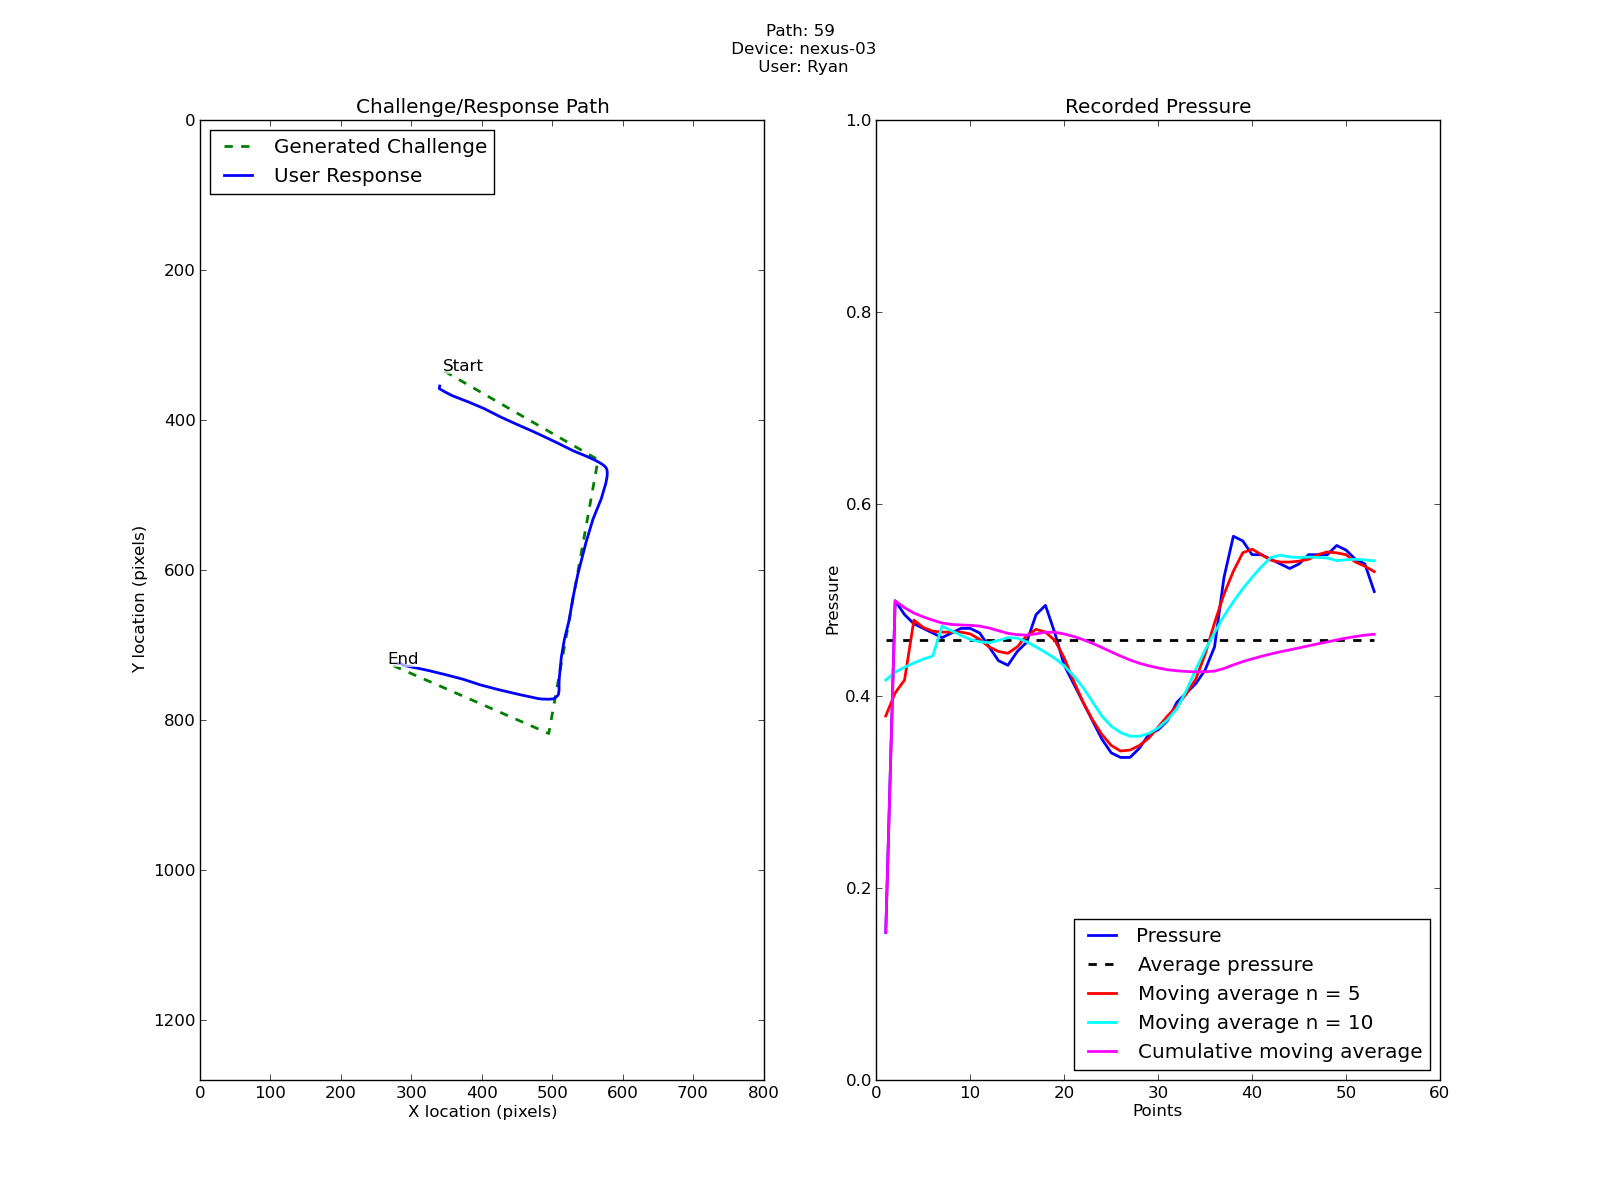 Path: 59
Device: nexus-03
User: Ryan
Challenge/Response Path
Generated Challenge
User Response
0
200
400
600
800
1000
1200
Y location (pixels)
Start
End
0 100 200 300 400 500 600 700 800
X location (pixels)
Recorded Pressure
1.0
0.8
0.6
0.4
0.2
0.0
Pressure
Pressure
Average pressure
Moving average n = 5
Moving average n = 10
Cumulative moving average
0 10 20 30 40 50 60
Points